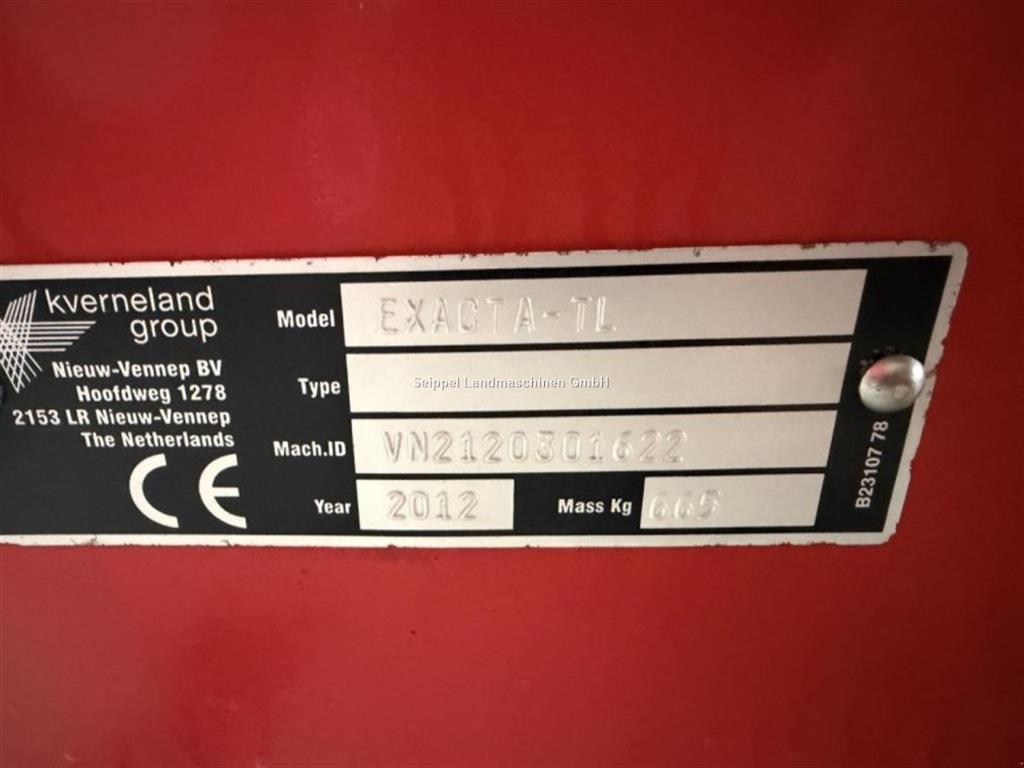 kverneland
group
Nieuw-Vennep BV
Hoofdweg 1278
2153 LR Nieuw-Vennep
The Netherlands
CE
Model EXACTA-TL
Type
Seippel Landmaschinen GmbH
Mach.ID VN2120301622
Year 2012 Mass Kg 665
B23107 78